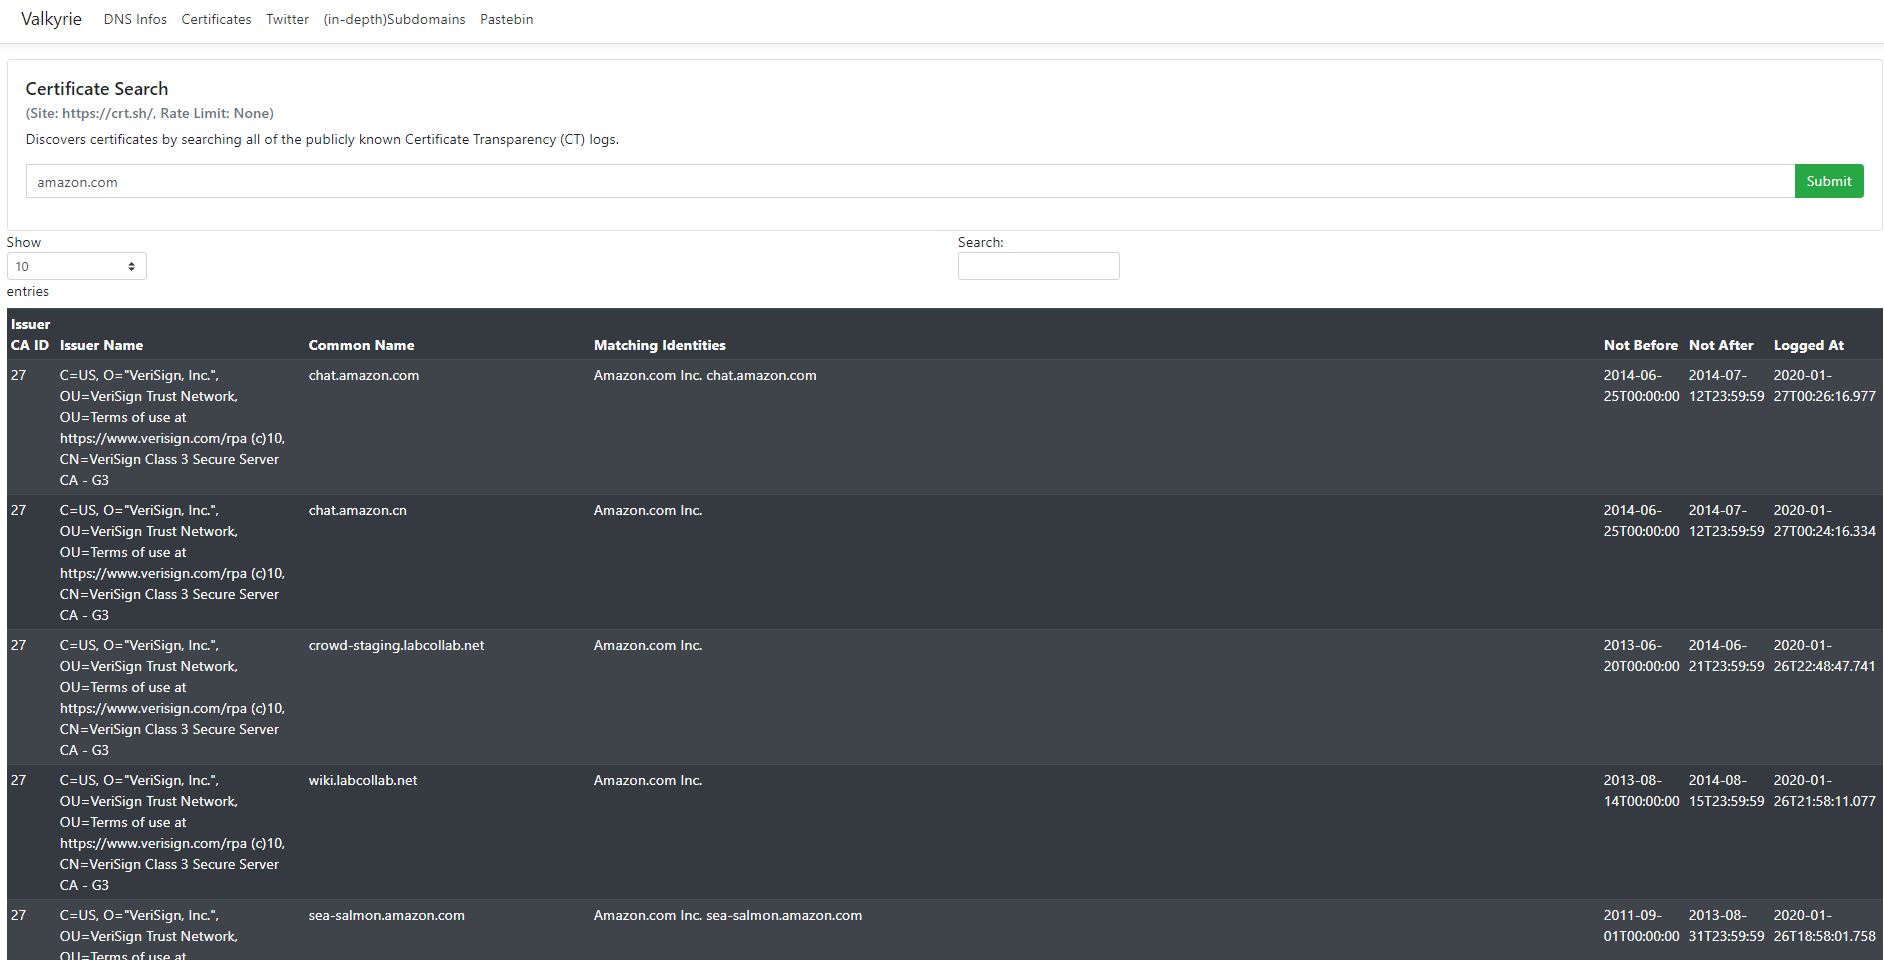 Valkyrie DNS Infos Certificates Twitter (in-depth)Subdomains Pastebin
Certificate Search
(Site: https://crt.sh/, Rate Limit: None)
Discovers certificates by searching all of the publicly known Certificate Transparency (CT) logs.
amazon.com Submit
Show Search:
10
entries
Issuer
CA ID Issuer Name Common Name Matching Identities Not Before Not After Logged At
27 C=US, O="VeriSign, Inc.", chat.amazon.com Amazon.com Inc. chat.amazon.com 2014-06- 2014-07- 2020-01-
OU=VeriSign Trust Network, 25T00:00:00 12T23:59:59 27T00:26:16.977
OU=Terms of use at
https://www.verisign.com/rpa (c)10,
CN=VeriSign Class 3 Secure Server
CA - G3
27 C=US, O="VeriSign, Inc.", chat.amazon.cn Amazon.com Inc. 2014-06- 2014-07- 2020-01-
OU=VeriSign Trust Network, 25T00:00:00 12T23:59:59 27T00:24:16.334
OU=Terms of use at
https://www.verisign.com/rpa (c)10,
CN=VeriSign Class 3 Secure Server
CA - G3
27 C=US, O="VeriSign, Inc.", crowd-staging.labcollab.net Amazon.com Inc. 2013-06- 2014-06- 2020-01-
OU=VeriSign Trust Network, 20T00:00:00 21T23:59:59 26T22:48:47.741
OU=Terms of use at
https://www.verisign.com/rpa (c)10,
CN=VeriSign Class 3 Secure Server
CA - G3
27 C=US, O="VeriSign, Inc.", wiki.labcollab.net Amazon.com Inc. 2013-08- 2014-08- 2020-01-
OU=VeriSign Trust Network, 14T00:00:00 15T23:59:59 26T21:58:11.077
OU=Terms of use at
https://www.verisign.com/rpa (c)10,
CN=VeriSign Class 3 Secure Server
CA - G3
27 C=US, O="VeriSign, Inc.", sea-salmon.amazon.com Amazon.com Inc. sea-salmon.amazon.com 2011-09- 2013-08- 2020-01-
OU=VeriSign Trust Network, 01T00:00:00 31T23:59:59 26T18:58:01.758
OU=Terms of use at